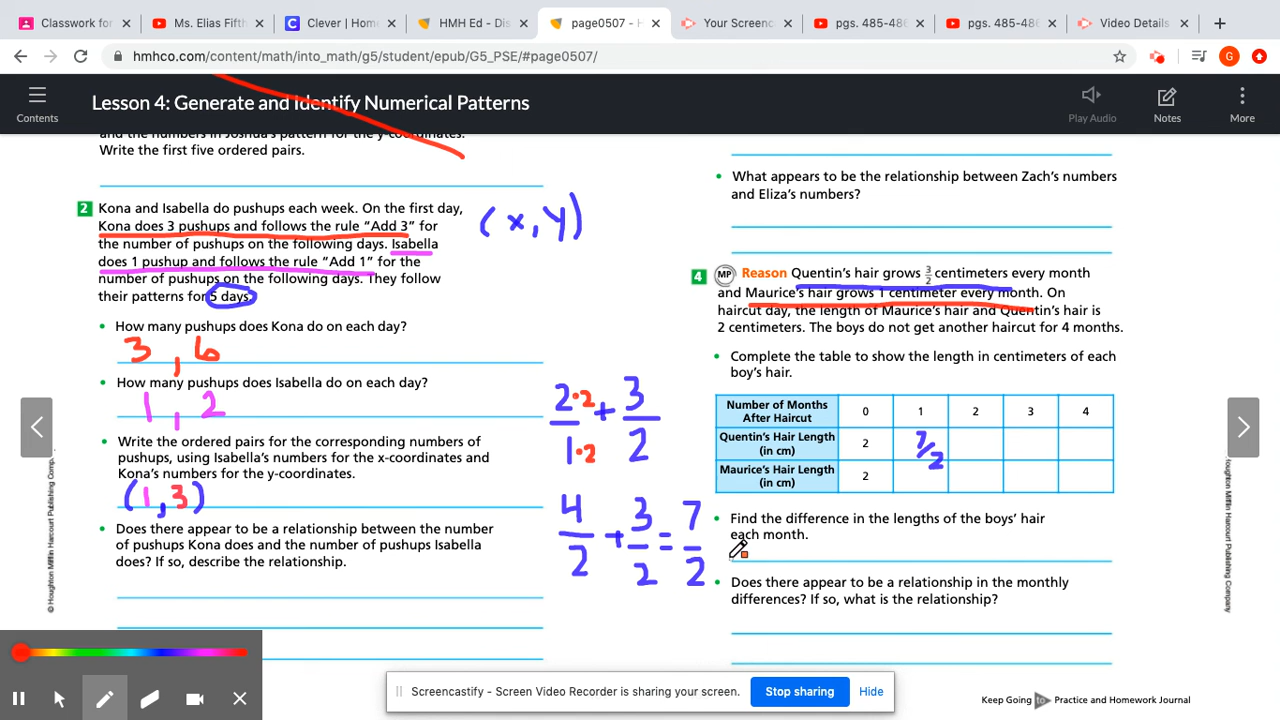 Classwork for
Ms. Elias Fifth
Clever | Hom
HMH Ed - Dis
page0507 - H
Your Screenc
pgs. 485-486
pgs. 485-486
Video Details
hmhco.com/content/math/into_math/g5/student/epub/G5_PSE/#page0507/
G
Contents
Lesson 4: Generate and Identify Numerical Patterns
Play Audio
Notes
More
and the numbers in Joshua's pattern for the y-coordinates.
Write the first five ordered pairs.
2 Kona and Isabella do pushups each week. On the first day,
Kona does 3 pushups and follows the rule "Add 3" for
the number of pushups on the following days. Isabella
does 1 pushup and follows the rule "Add 1" for the
number of pushups on the following days. They follow
their patterns for 5 days.
(x, y)
• How many pushups does Kona do on each day?
3, 6
• How many pushups does Isabella do on each day?
1, 2
• Write the ordered pairs for the corresponding numbers of
pushups, using Isabella's numbers for the x-coordinates and
Kona's numbers for the y-coordinates.
(1, 3)
• Does there appear to be a relationship between the number
of pushups Kona does and the number of pushups Isabella
does? If so, describe the relationship.
2·2/1·2 + 3/2
4/2 + 3/2 = 7/2
• What appears to be the relationship between Zach's numbers
and Eliza's numbers?
4 MP Reason Quentin's hair grows 3/2 centimeters every month
and Maurice's hair grows 1 centimeter every month. On
haircut day, the length of Maurice's hair and Quentin's hair is
2 centimeters. The boys do not get another haircut for 4 months.
• Complete the table to show the length in centimeters of each
boy's hair.
Number of Months After Haircut 0 1 2 3 4
Quentin's Hair Length (in cm) 2 7/2
Maurice's Hair Length (in cm) 2
• Find the difference in the lengths of the boys' hair
each month.
• Does there appear to be a relationship in the monthly
differences? If so, what is the relationship?
© Houghton Mifflin Harcourt Publishing Comp
Houghton Mifflin Harcourt Publishing Company
Screencastify - Screen Video Recorder is sharing your screen.
Stop sharing
Hide
Keep Going Practice and Homework Journal